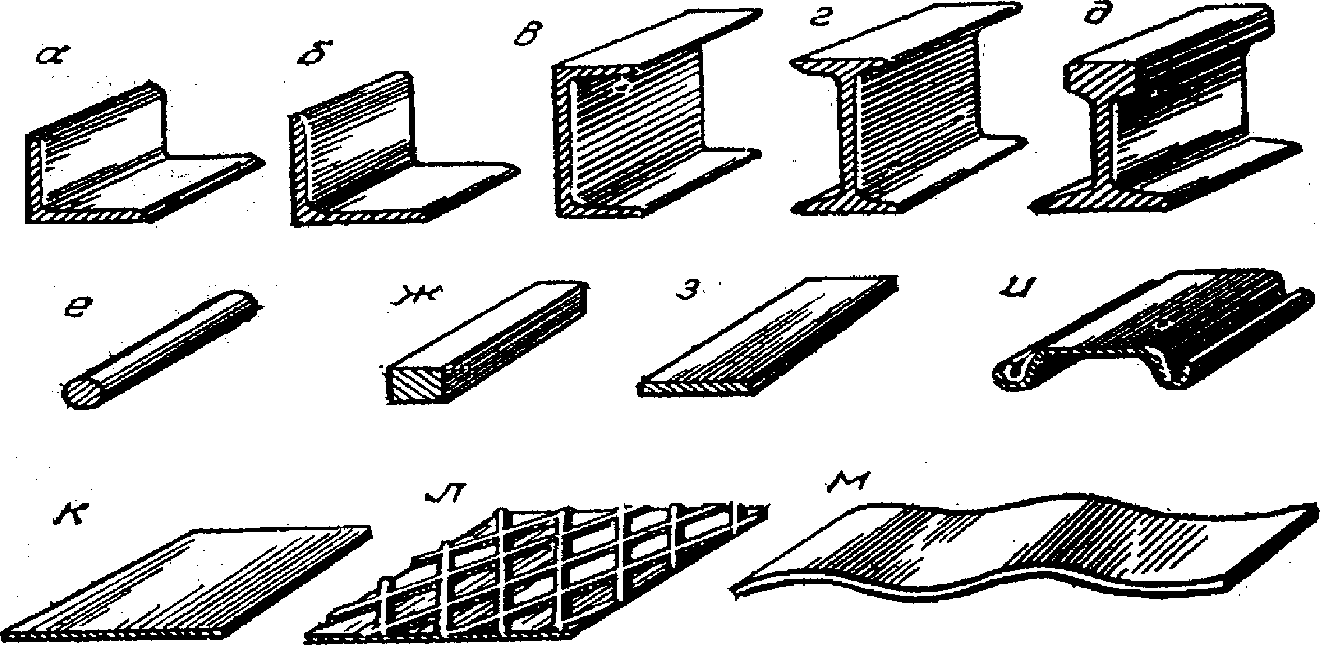 а б в г д
е ж з и
к л м